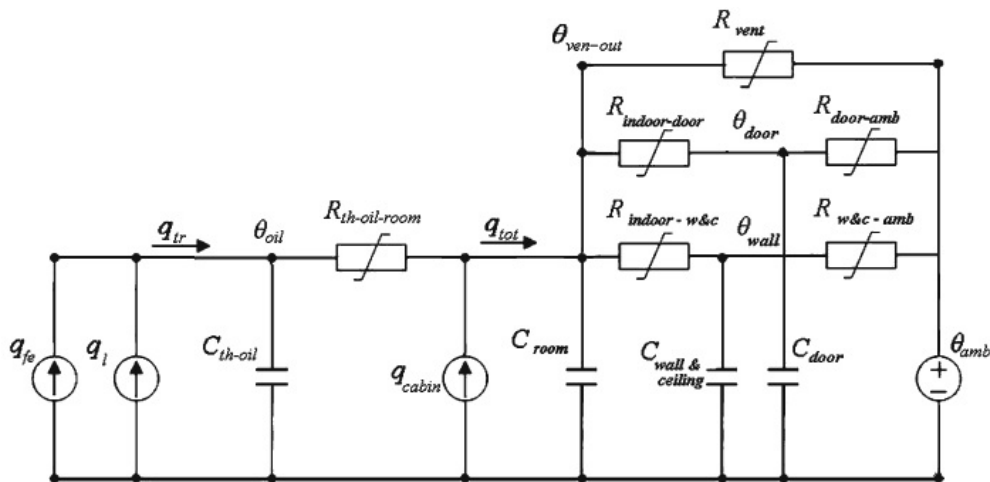 θven-out
Rvent
Rindoor-door
θdoor
Rdoor-amb
Rth-oil-room
Rindoor - w&c
θwall
Rw&c - amb
qtr
θoil
qtot
qfe
ql
Cth-oil
qcabin
Croom
Cwall &
ceiling
Cdoor
θamb
+
−